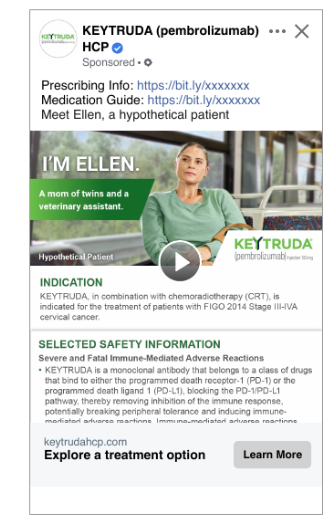 KEYTRUDA (pembrolizumab)
HCP
Sponsored ·
Prescribing Info: https://bit.ly/xxxxxxx
Medication Guide: https://bit.ly/xxxxxxx
Meet Ellen, a hypothetical patient
I'M ELLEN.
A mom of twins and a
veterinary assistant.
Hypothetical Patient
KEYTRUDA
(pembrolizumab)
INDICATION
KEYTRUDA, in combination with chemoradiotherapy (CRT), is
indicated for the treatment of patients with FIGO 2014 Stage III-IVA
cervical cancer.
SELECTED SAFETY INFORMATION
Severe and Fatal Immune-Mediated Adverse Reactions
• KEYTRUDA is a monoclonal antibody that belongs to a class of drugs
that bind to either the programmed death receptor-1 (PD-1) or the
programmed death ligand 1 (PD-L1), blocking the PD-1/PD-L1
pathway, thereby removing inhibition of the immune response,
potentially breaking peripheral tolerance and inducing immune-
mediated adverse reactions. Immune-mediated adverse reactions
keytrudahcp.com
Explore a treatment option
Learn More